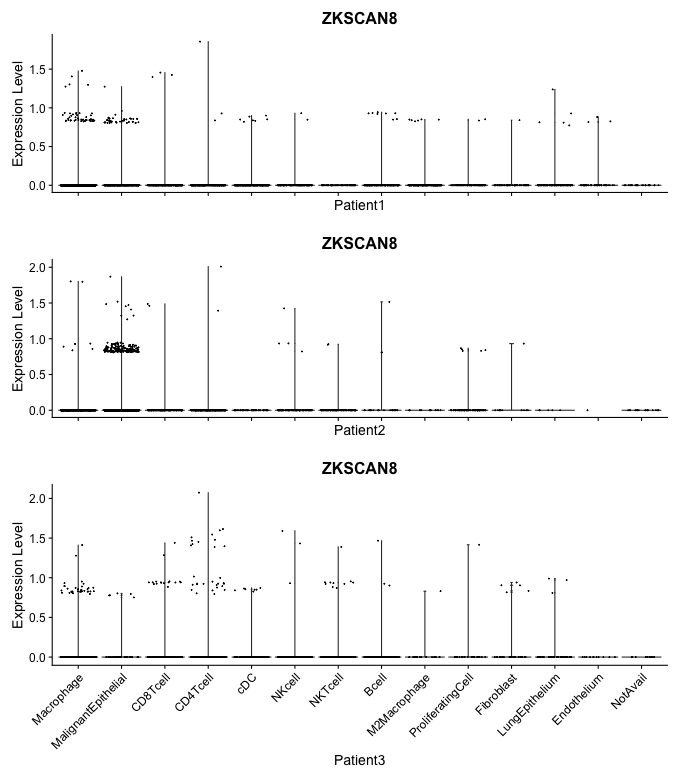 ZKSCAN8
Expression Level
1.5
1.0
0.5
0.0
Patient1
ZKSCAN8
Expression Level
2.0
1.5
1.0
0.5
0.0
Patient2
ZKSCAN8
Expression Level
2.0
1.5
1.0
0.5
0.0
Macrophage
MalignantEpithelial
CD8Tcell
CD4Tcell
cDC
NKcell
NKTcell
Bcell
M2Macrophage
ProliferatingCell
Fibroblast
LungEpithelium
Endothelium
NotAvail
Patient3